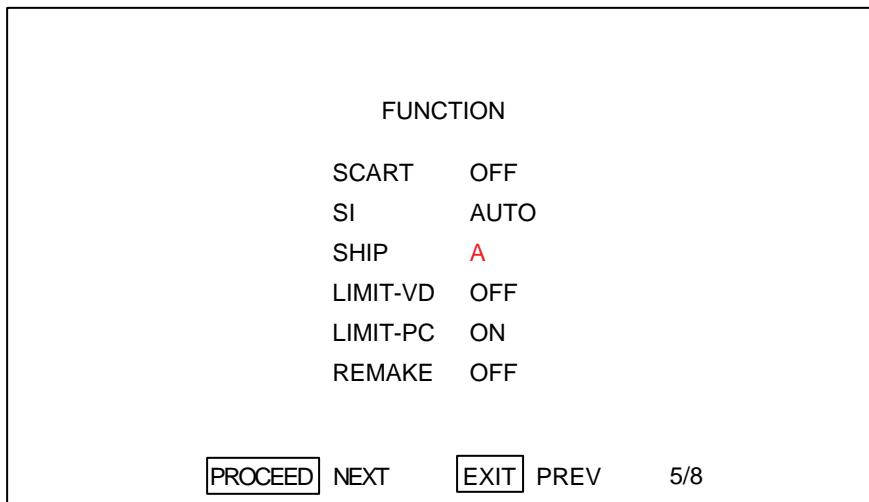 FUNCTION
SCART OFF
SI AUTO
SHIP A
LIMIT-VD OFF
LIMIT-PC ON
REMAKE OFF
PROCEED NEXT EXIT PREV 5/8